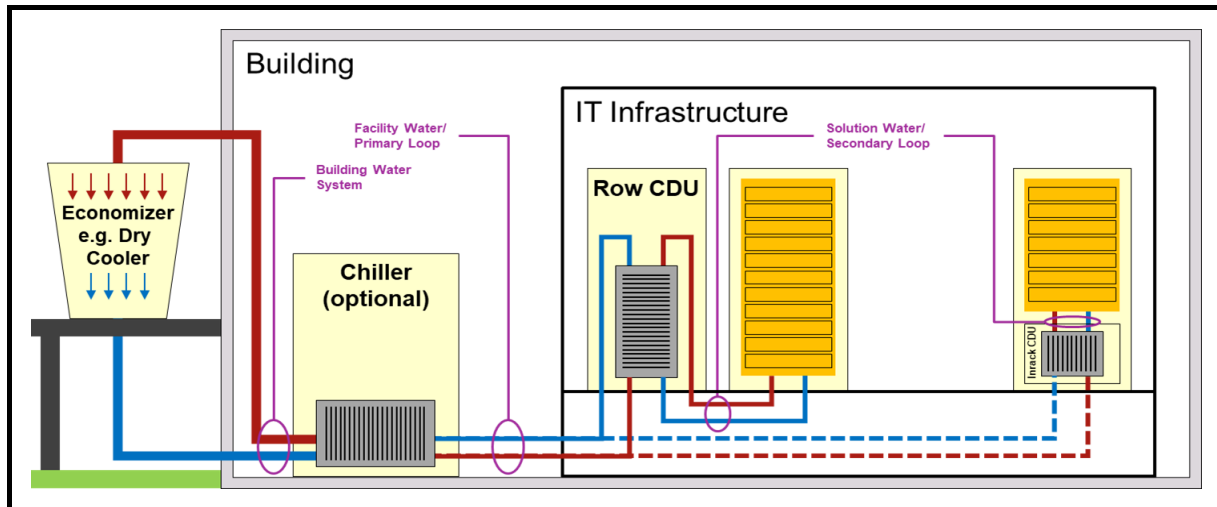 Building
IT Infrastructure
Facility Water/
Primary Loop
Solution Water/
Secondary Loop
Building Water
System
Row CDU
Economizer
e.g. Dry
Cooler
Chiller
(optional)
Inrack CDU